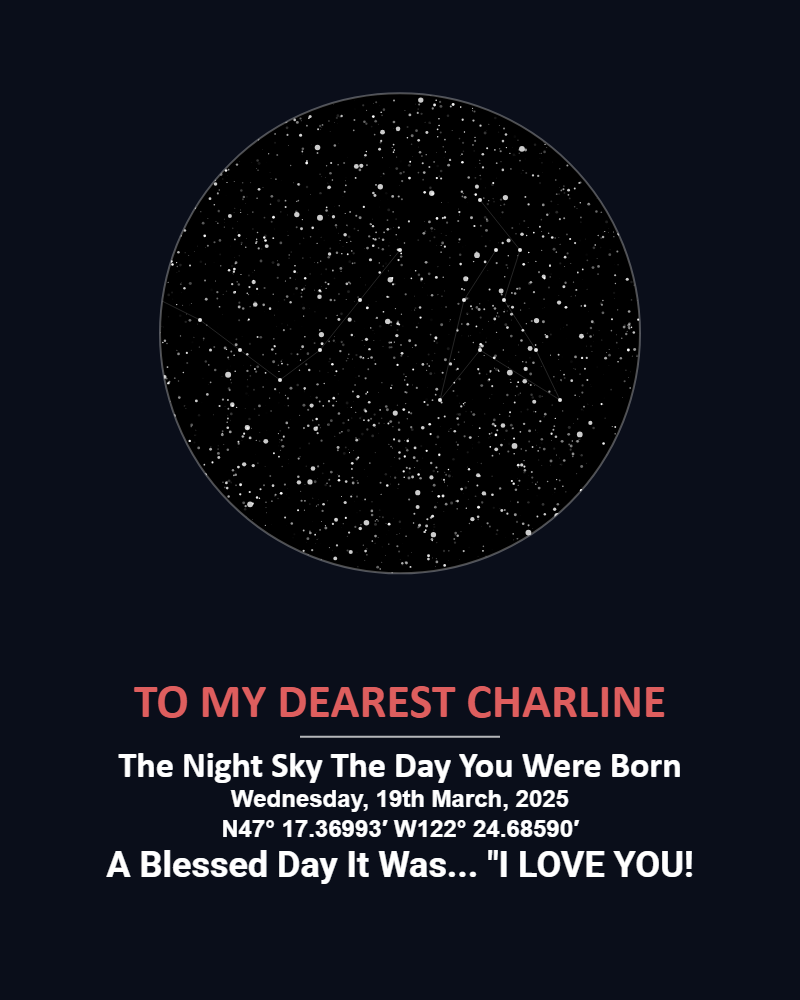 TO MY DEAREST CHARLINE
The Night Sky The Day You Were Born
Wednesday, 19th March, 2025
N47° 17.36993′ W122° 24.68590′
A Blessed Day It Was... "I LOVE YOU!